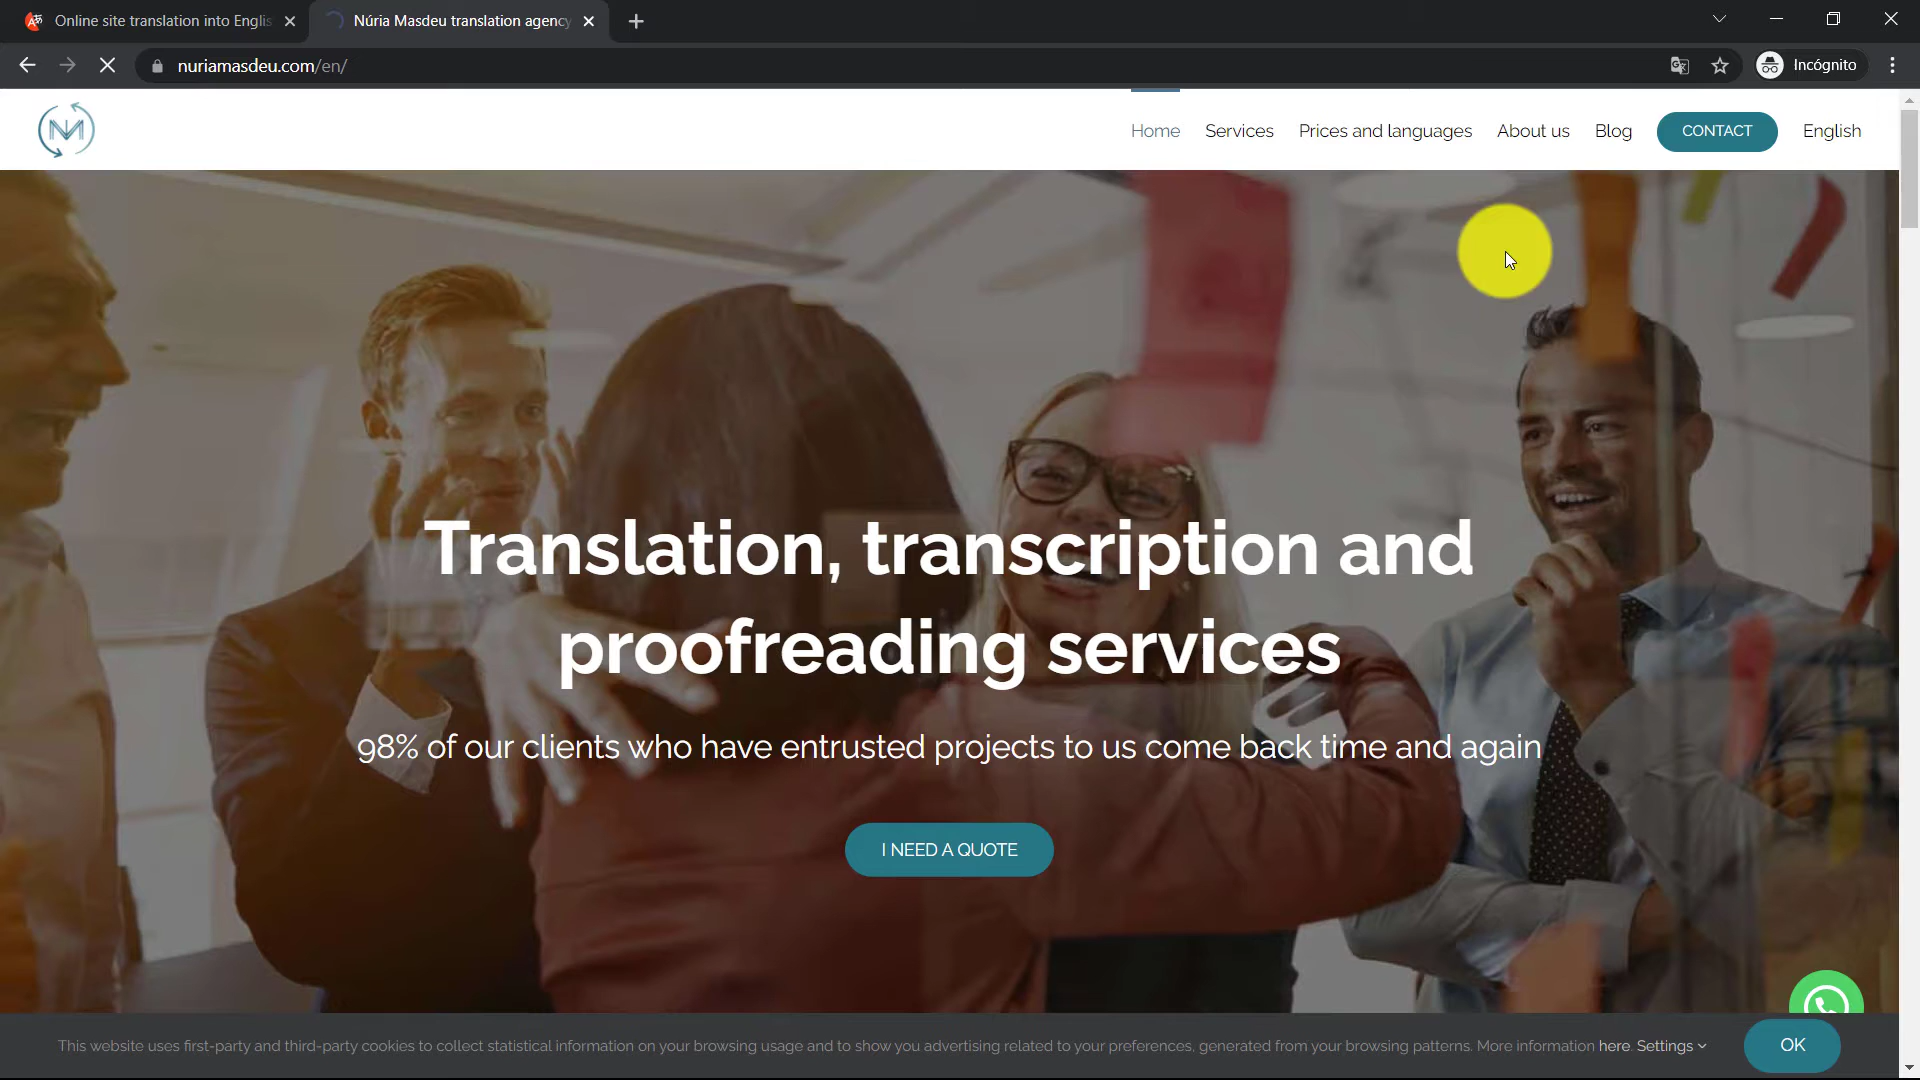 Online site translation into Englis
Núria Masdeu translation agency
nuriamasdeu.com/en/
Incógnito
Home
Services
Prices and languages
About us
Blog
CONTACT
English
Translation, transcription and
proofreading services
98% of our clients who have entrusted projects to us come back time and again
I NEED A QUOTE
This website uses first-party and third-party cookies to collect statistical information on your browsing usage and to show you advertising related to your preferences, generated from your browsing patterns. More information here. Settings
OK